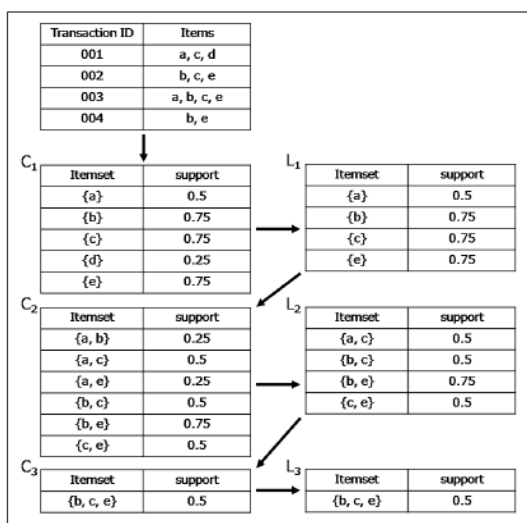 Transaction ID Items
001 a, c, d
002 b, c, e
003 a, b, c, e
004 b, e
C1
Itemset support
{a} 0.5
{b} 0.75
{c} 0.75
{d} 0.25
{e} 0.75
L1
Itemset support
{a} 0.5
{b} 0.75
{c} 0.75
{e} 0.75
C2
Itemset support
{a, b} 0.25
{a, c} 0.5
{a, e} 0.25
{b, c} 0.5
{b, e} 0.75
{c, e} 0.5
L2
Itemset support
{a, c} 0.5
{b, c} 0.5
{b, e} 0.75
{c, e} 0.5
C3
Itemset support
{b, c, e} 0.5
L3
Itemset support
{b, c, e} 0.5